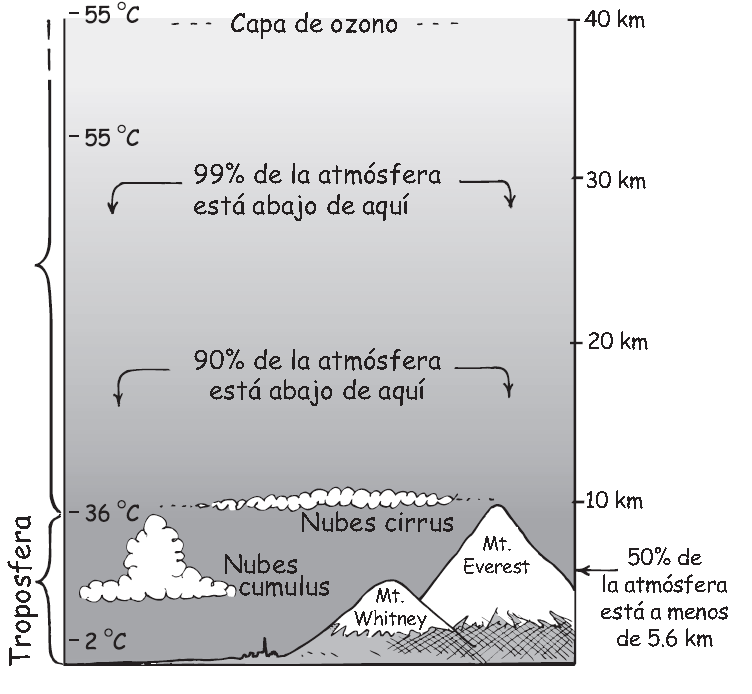 -55 °C
Capa de ozono
40 km
-55 °C
99% de la atmósfera
está abajo de aquí
30 km
20 km
90% de la atmósfera
está abajo de aquí
10 km
-36 °C
Nubes cirrus
Mt.
Everest
50% de
la atmósfera
está a menos
de 5.6 km
Nubes
cumulus
Mt.
Whitney
Troposfera
-2 °C